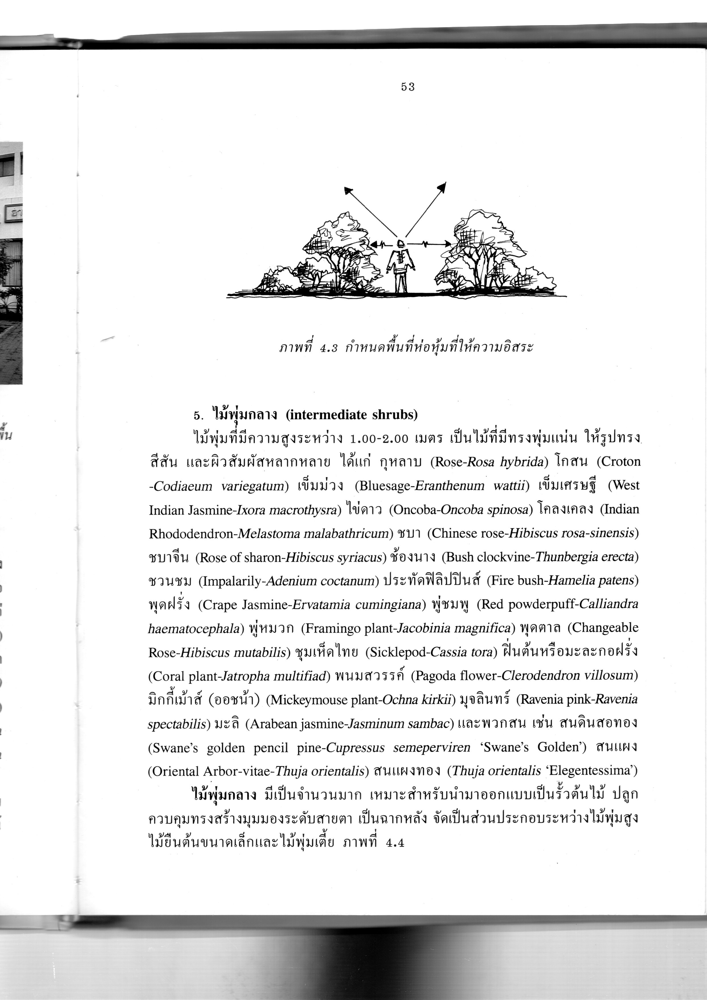 53
ภาพที่ 4.3 กำหนดพื้นที่ห่อหุ้มที่ให้ความอิสระ
5. ไม้พุ่มกลาง (intermediate shrubs)
ไม้พุ่มที่มีความสูงระหว่าง 1.00-2.00 เมตร เป็นไม้ที่มีทรงพุ่มแน่น ให้รูปทรง
สีสัน และผิวสัมผัสหลากหลาย ได้แก่ กุหลาบ (Rose-Rosa hybrida) โกสน (Croton
-Codiaeum variegatum) เข็มม่วง (Bluesage-Eranthenum wattii) เข็มเศรษฐี (West
Indian Jasmine-Ixora macrothysra) ไข่ดาว (Oncoba-Oncoba spinosa) โคลงเคลง (Indian
Rhododendron-Melastoma malabathricum) ชบา (Chinese rose-Hibiscus rosa-sinensis)
ชบาจีน (Rose of sharon-Hibiscus syriacus) ช้องนาง (Bush clockvine-Thunbergia erecta)
ชวนชม (Impalarily-Adenium coctanum) ประทัดฟิลิปปินส์ (Fire bush-Hamelia patens)
พุดฝรั่ง (Crape Jasmine-Ervatamia cumingiana) พู่ชมพู (Red powderpuff-Calliandra
haematocephala) พู่หมวก (Framingo plant-Jacobinia magnifica) พุดตาล (Changeable
Rose-Hibiscus mutabilis) ชุมเห็ดไทย (Sicklepod-Cassia tora) ฝิ่นต้นหรือมะละกอฝรั่ง
(Coral plant-Jatropha multifiad) พนมสวรรค์ (Pagoda flower-Clerodendron villosum)
มิกกี้เม้าส์ (ออชน้า) (Mickeymouse plant-Ochna kirkii) มุจลินทร์ (Ravenia pink-Ravenia
spectabilis) มะลิ (Arabean jasmine-Jasminum sambac) และพวกสน เช่น สนดินสอทอง
(Swane's golden pencil pine-Cupressus semeperviren ‘Swane's Golden’) สนแผง
(Oriental Arbor-vitae-Thuja orientalis) สนแผงทอง (Thuja orientalis ‘Elegentessima’)
ไม้พุ่มกลาง มีเป็นจำนวนมาก เหมาะสำหรับนำมาออกแบบเป็นรั้วต้นไม้ ปลูก
ควบคุมทรงสร้างมุมมองระดับสายตา เป็นฉากหลัง จัดเป็นส่วนประกอบระหว่างไม้พุ่มสูง
ไม้ยืนต้นขนาดเล็กและไม้พุ่มเตี้ย ภาพที่ 4.4